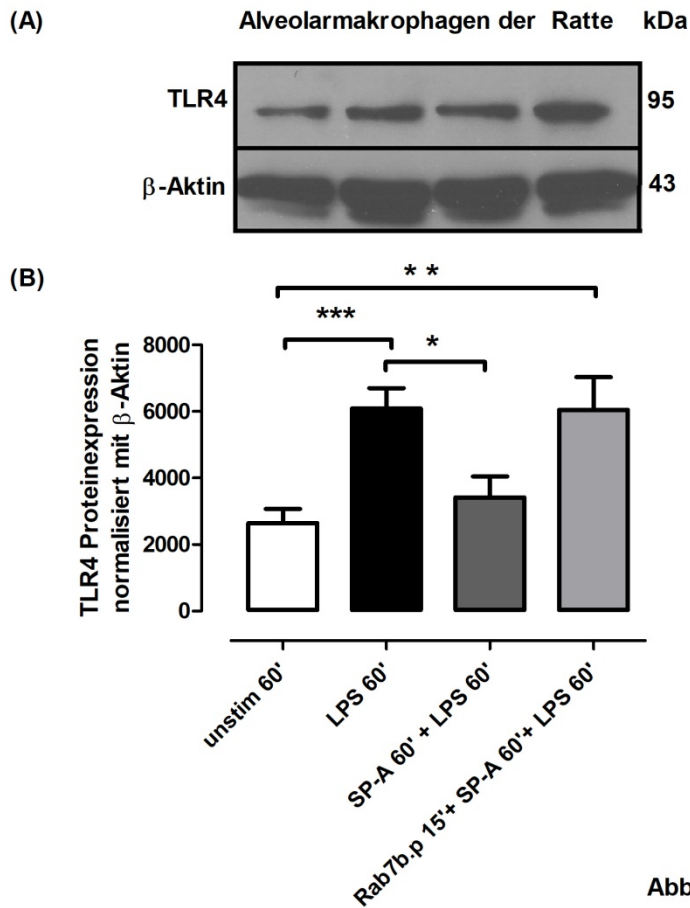 (A) Alveolarmakrophagen der Ratte kDa
TLR4 95
β-Aktin 43
(B)
* *
***
*
TLR4 Proteinexpression
normalisiert mit β-Aktin
8000
6000
4000
2000
0
unstim 60'
LPS 60'
SP-A 60' + LPS 60'
Rab7b.p 15'+ SP-A 60'+ LPS 60'
Abb